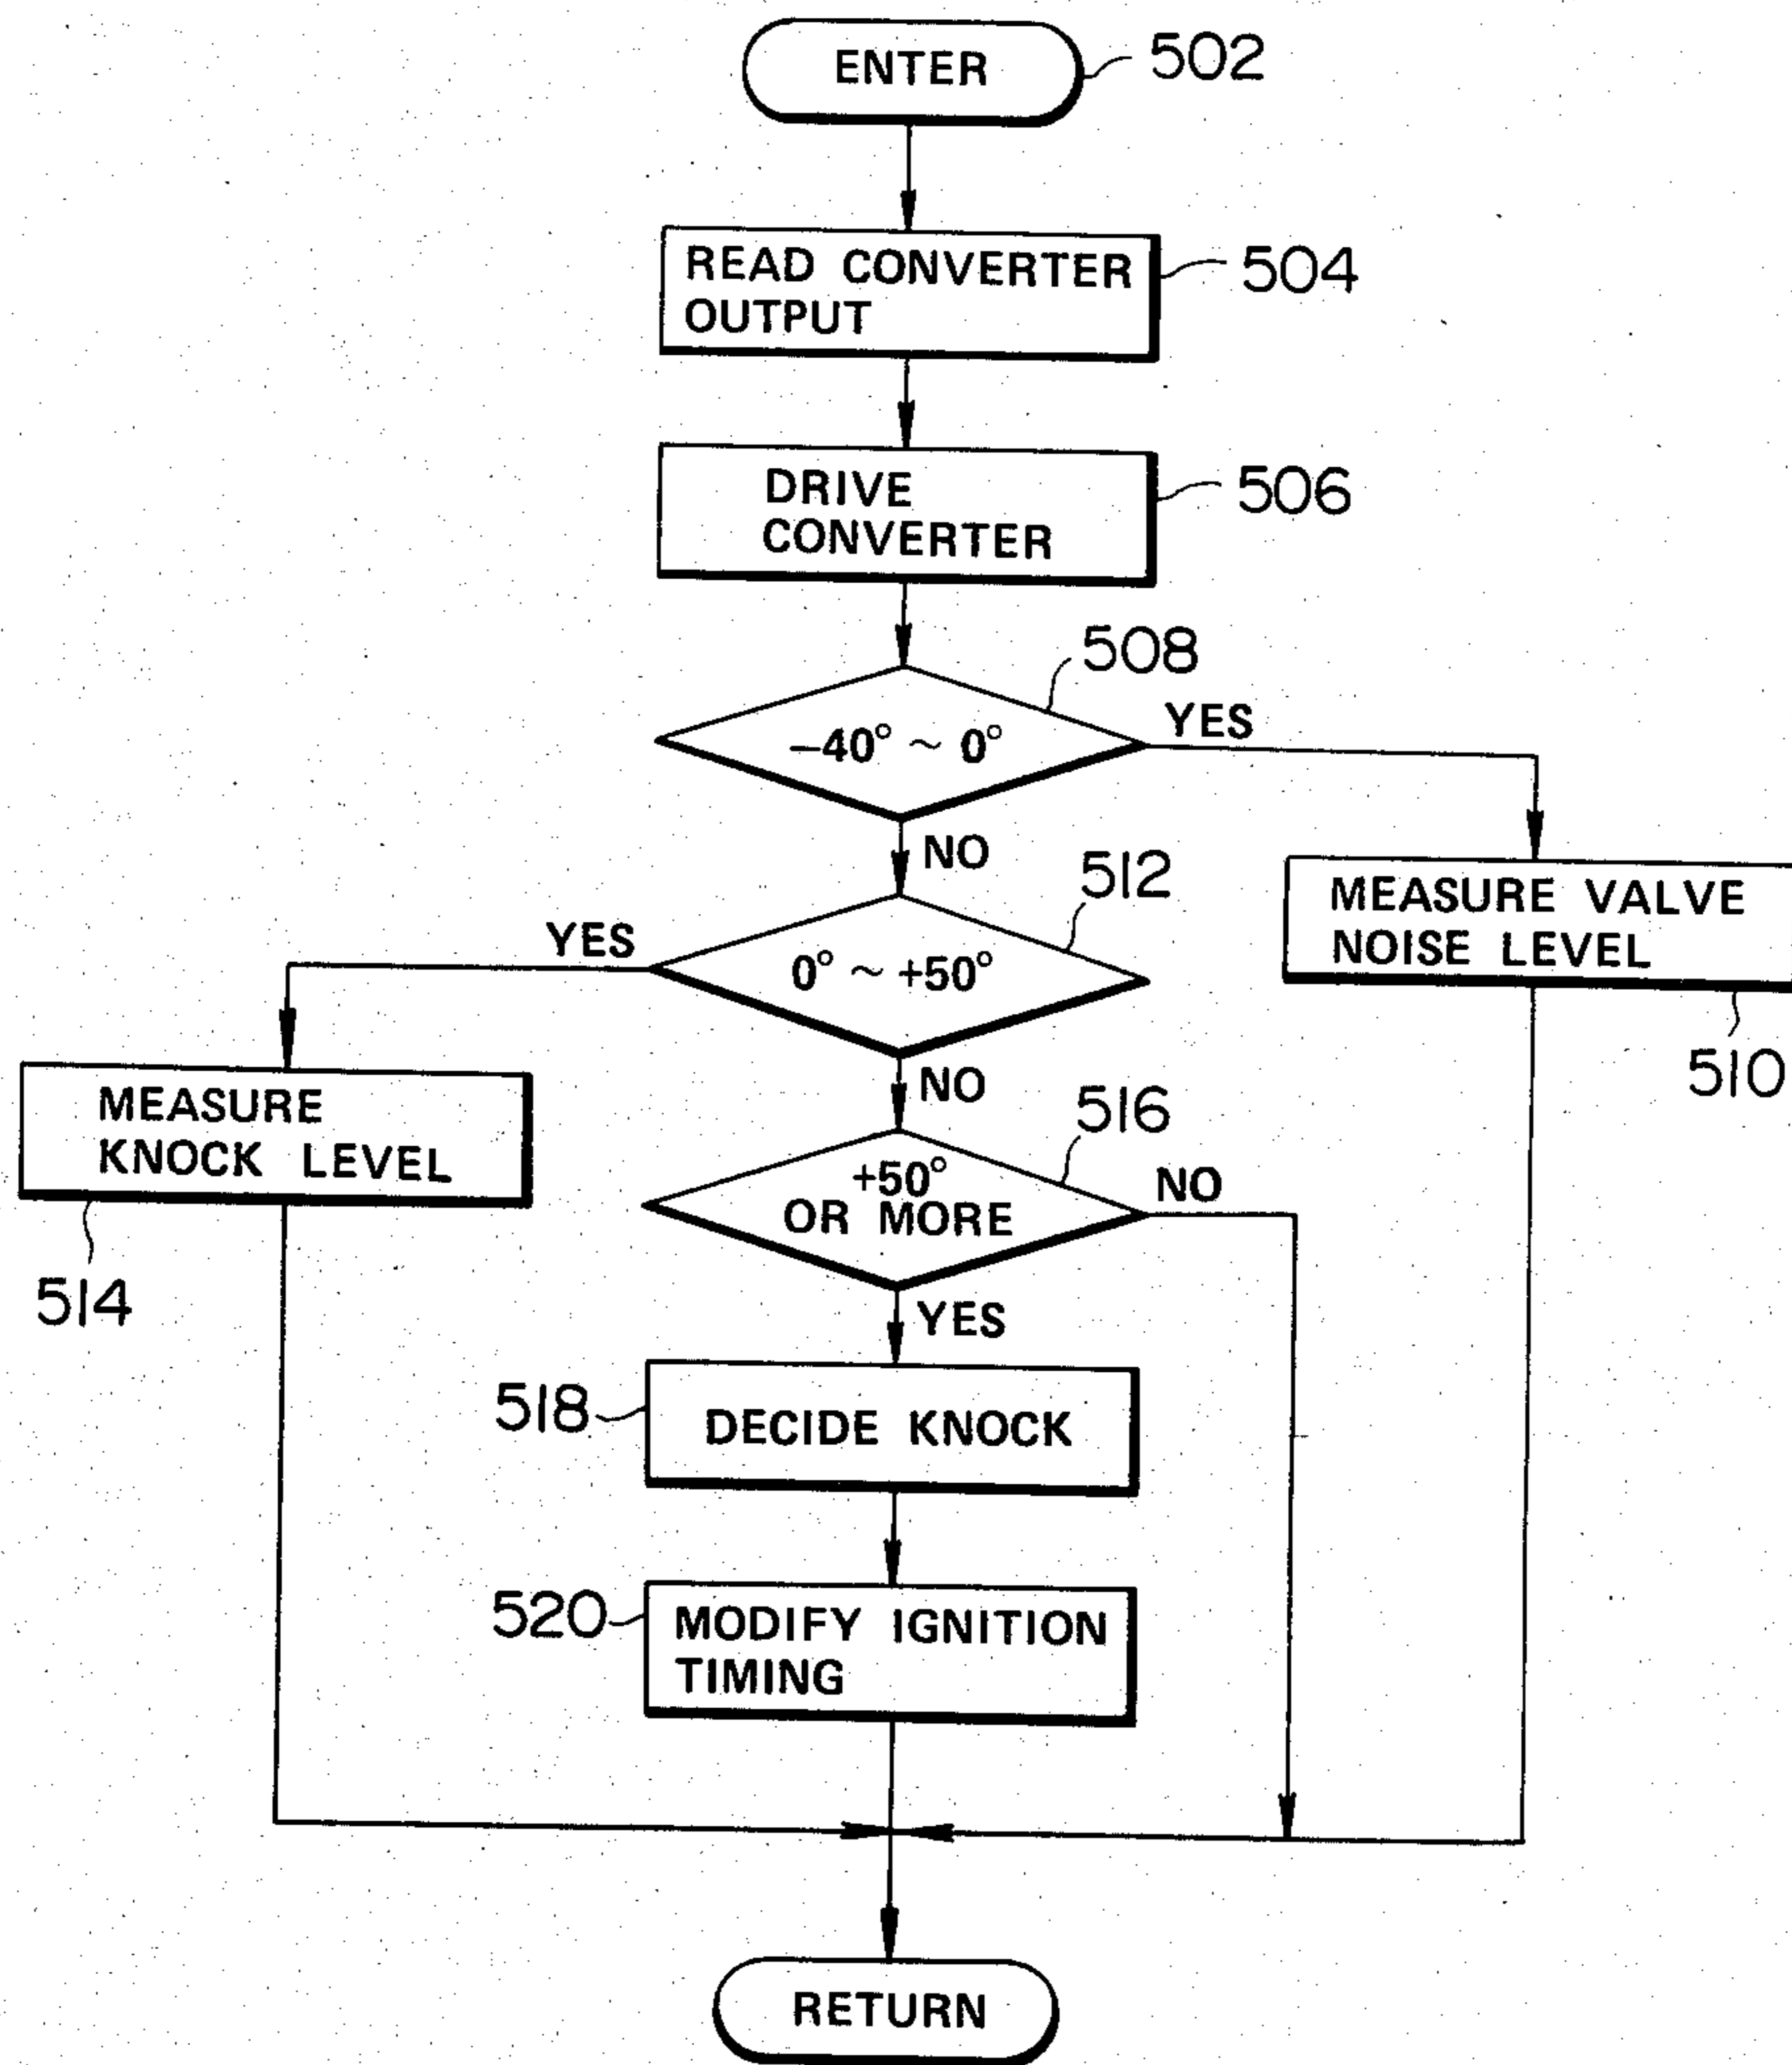 ENTER
502
READ CONVERTER
OUTPUT
504
DRIVE
CONVERTER
506
508
–40° ~ 0°
YES
NO
512
MEASURE VALVE
NOISE LEVEL
510
YES
0° ~ +50°
NO
MEASURE
KNOCK LEVEL
514
516
+50°
OR MORE
NO
YES
518
DECIDE KNOCK
520
MODIFY IGNITION
TIMING
RETURN